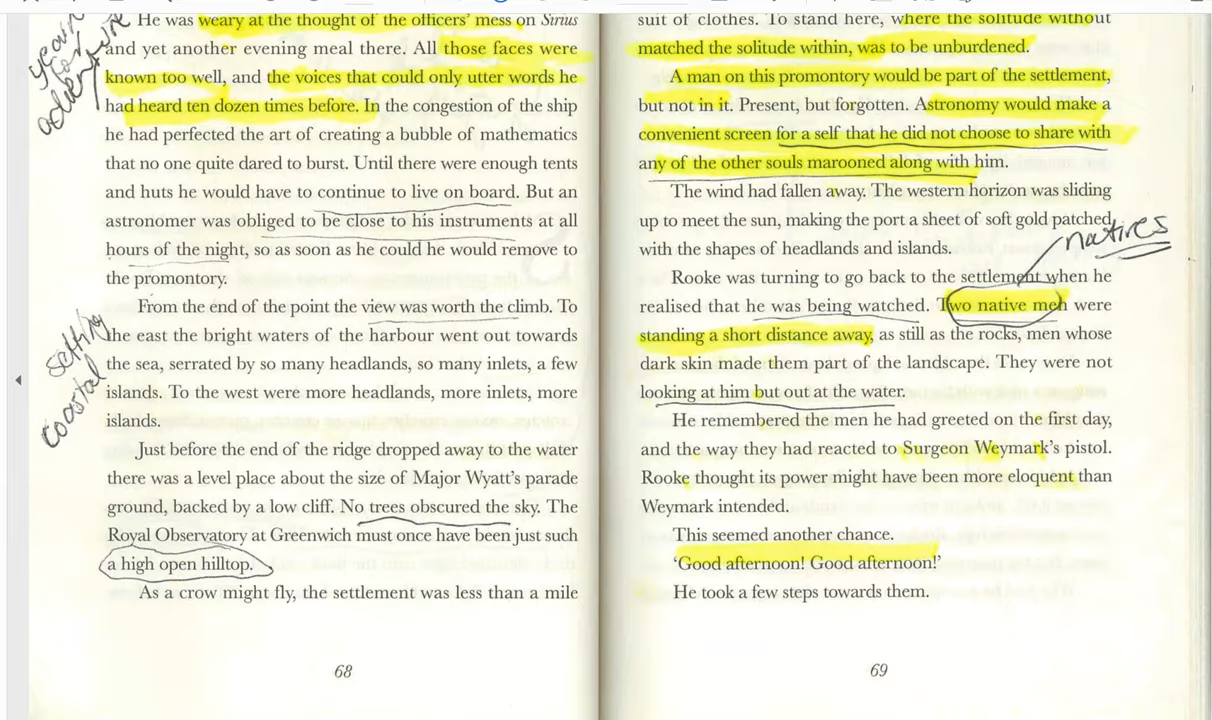 He was weary at the thought of the officers' mess on Sirius
and yet another evening meal there. All those faces were
known too well, and the voices that could only utter words he
had heard ten dozen times before. In the congestion of the ship
he had perfected the art of creating a bubble of mathematics
that no one quite dared to burst. Until there were enough tents
and huts he would have to continue to live on board. But an
astronomer was obliged to be close to his instruments at all
hours of the night, so as soon as he could he would remove to
the promontory.
From the end of the point the view was worth the climb. To
the east the bright waters of the harbour went out towards
the sea, serrated by so many headlands, so many inlets, a few
islands. To the west were more headlands, more inlets, more
islands.
Just before the end of the ridge dropped away to the water
there was a level place about the size of Major Wyatt's parade
ground, backed by a low cliff. No trees obscured the sky. The
Royal Observatory at Greenwich must once have been just such
a high open hilltop.
As a crow might fly, the settlement was less than a mile
68
setting
coastal
suit of clothes. To stand here, where the solitude without
matched the solitude within, was to be unburdened.
A man on this promontory would be part of the settlement,
but not in it. Present, but forgotten. Astronomy would make a
convenient screen for a self that he did not choose to share with
any of the other souls marooned along with him.
The wind had fallen away. The western horizon was sliding
up to meet the sun, making the port a sheet of soft gold patched
with the shapes of headlands and islands.
natives
Rooke was turning to go back to the settlement when he
realised that he was being watched. Two native men were
standing a short distance away, as still as the rocks, men whose
dark skin made them part of the landscape. They were not
looking at him but out at the water.
He remembered the men he had greeted on the first day,
and the way they had reacted to Surgeon Weymark's pistol.
Rooke thought its power might have been more eloquent than
Weymark intended.
This seemed another chance.
'Good afternoon! Good afternoon!'
He took a few steps towards them.
69